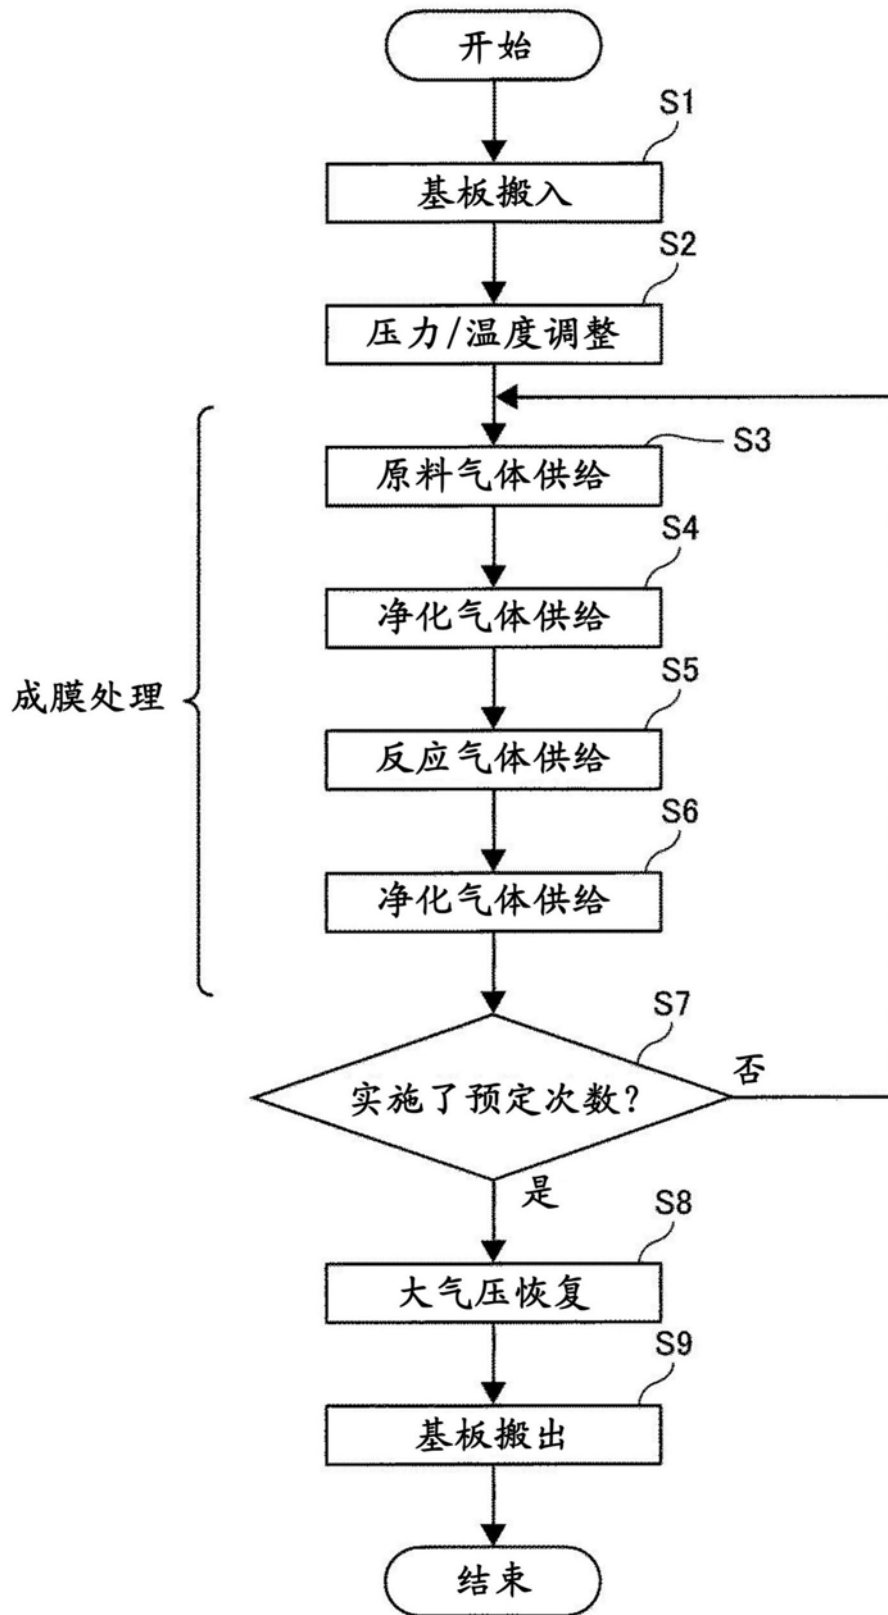 开始
S1
基板搬入
S2
压力/温度调整
S3
原料气体供给
S4
净化气体供给
成膜处理
S5
反应气体供给
S6
净化气体供给
S7
实施了预定次数?
否
是
S8
大气压恢复
S9
基板搬出
结束